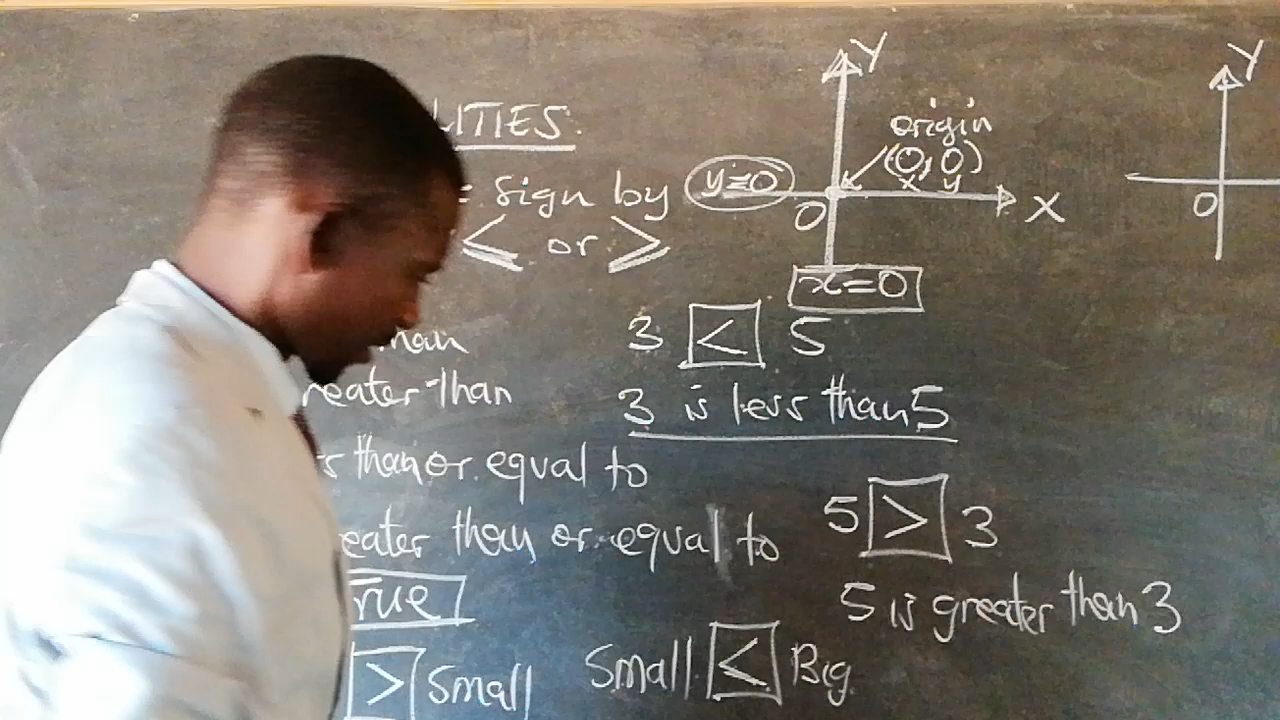 LITIES.
= sign by
≤ or ≥
than
reater than
s than or equal to
eater than or equal to
True
> Small
Small < Big
Y
origin
(0, 0)
x y
y=0
0
X
x=0
3 < 5
3 is less than 5
5 > 3
5 is greater than 3
Y
0